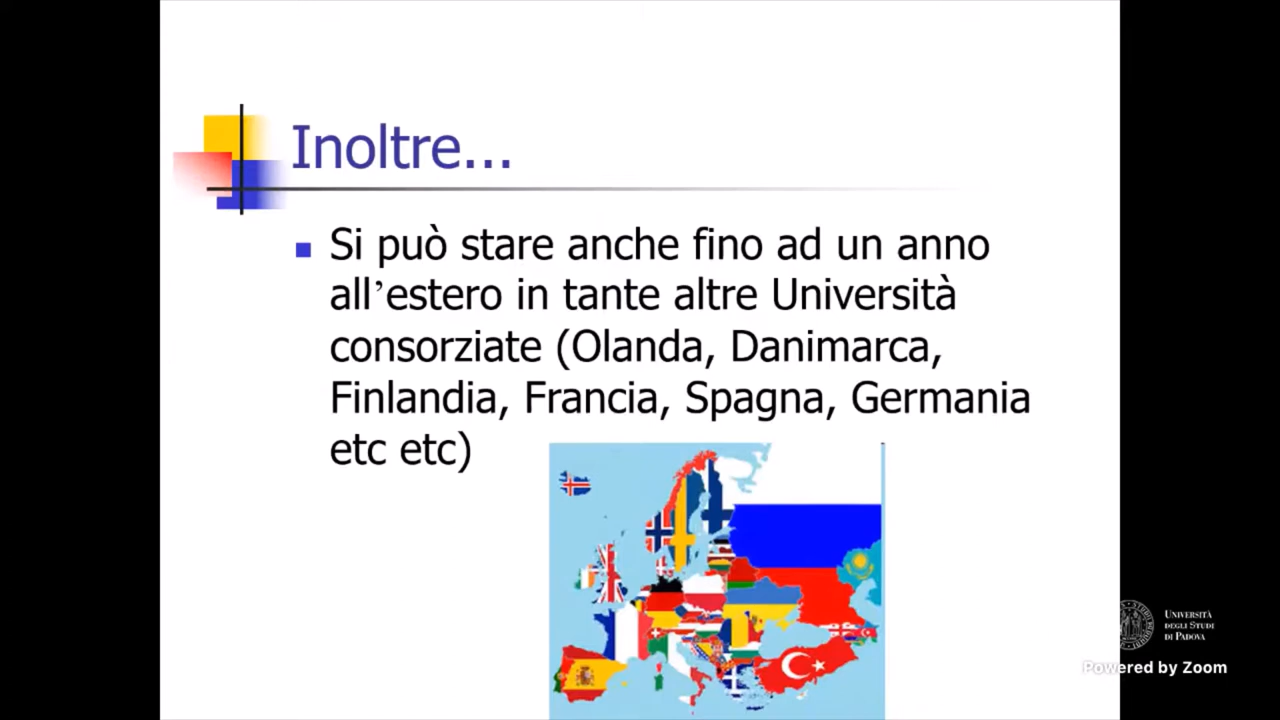 Inoltre...
Si può stare anche fino ad un anno
all’estero in tante altre Università
consorziate (Olanda, Danimarca,
Finlandia, Francia, Spagna, Germania
etc etc)
UNIVERSITÀ
DEGLI STUDI
DI PADOVA
Powered by Zoom